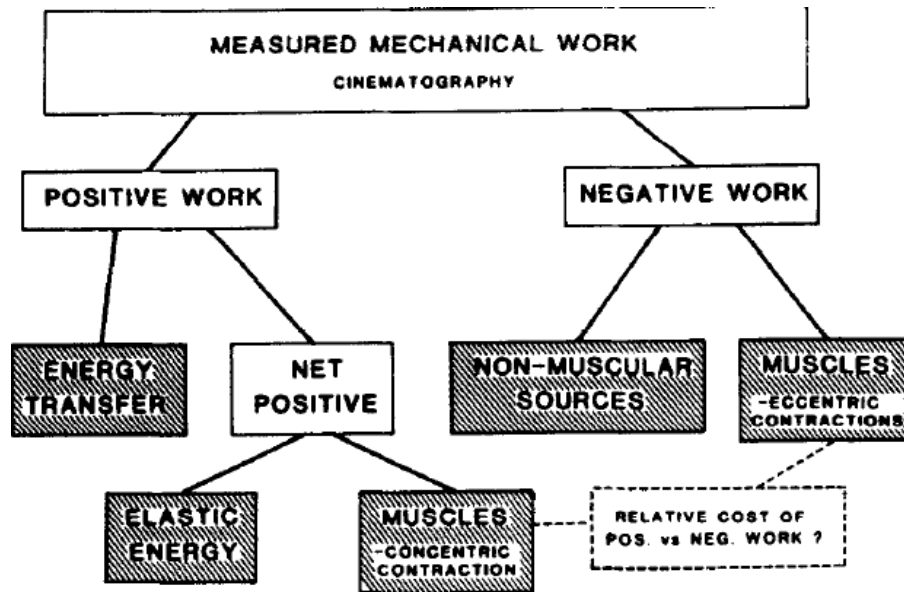 MEASURED MECHANICAL WORK
CINEMATOGRAPHY
POSITIVE WORK
NEGATIVE WORK
ENERGY
TRANSFER
NET
POSITIVE
NON-MUSCULAR
SOURCES
MUSCLES
-ECCENTRIC
CONTRACTIONS
ELASTIC
ENERGY
MUSCLES
-CONCENTRIC
CONTRACTION
RELATIVE COST OF
POS. vs NEG. WORK ?